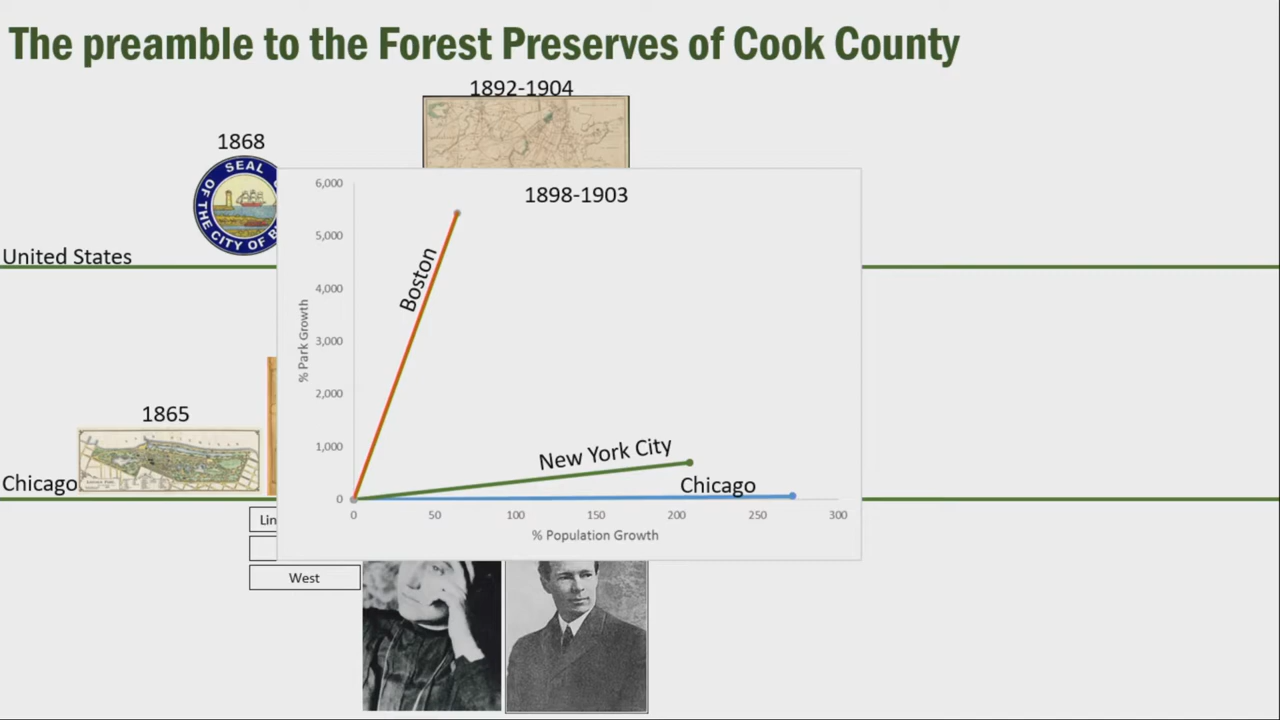 The preamble to the Forest Preserves of Cook County
1892-1904
1868
SEAL
OF THE CITY OF B
United States
1898-1903
6,000
5,000
4,000
3,000
2,000
1,000
0
% Park Growth
Boston
New York City
Chicago
0 50 100 150 200 250 300
% Population Growth
1865
Chicago
Lin
West